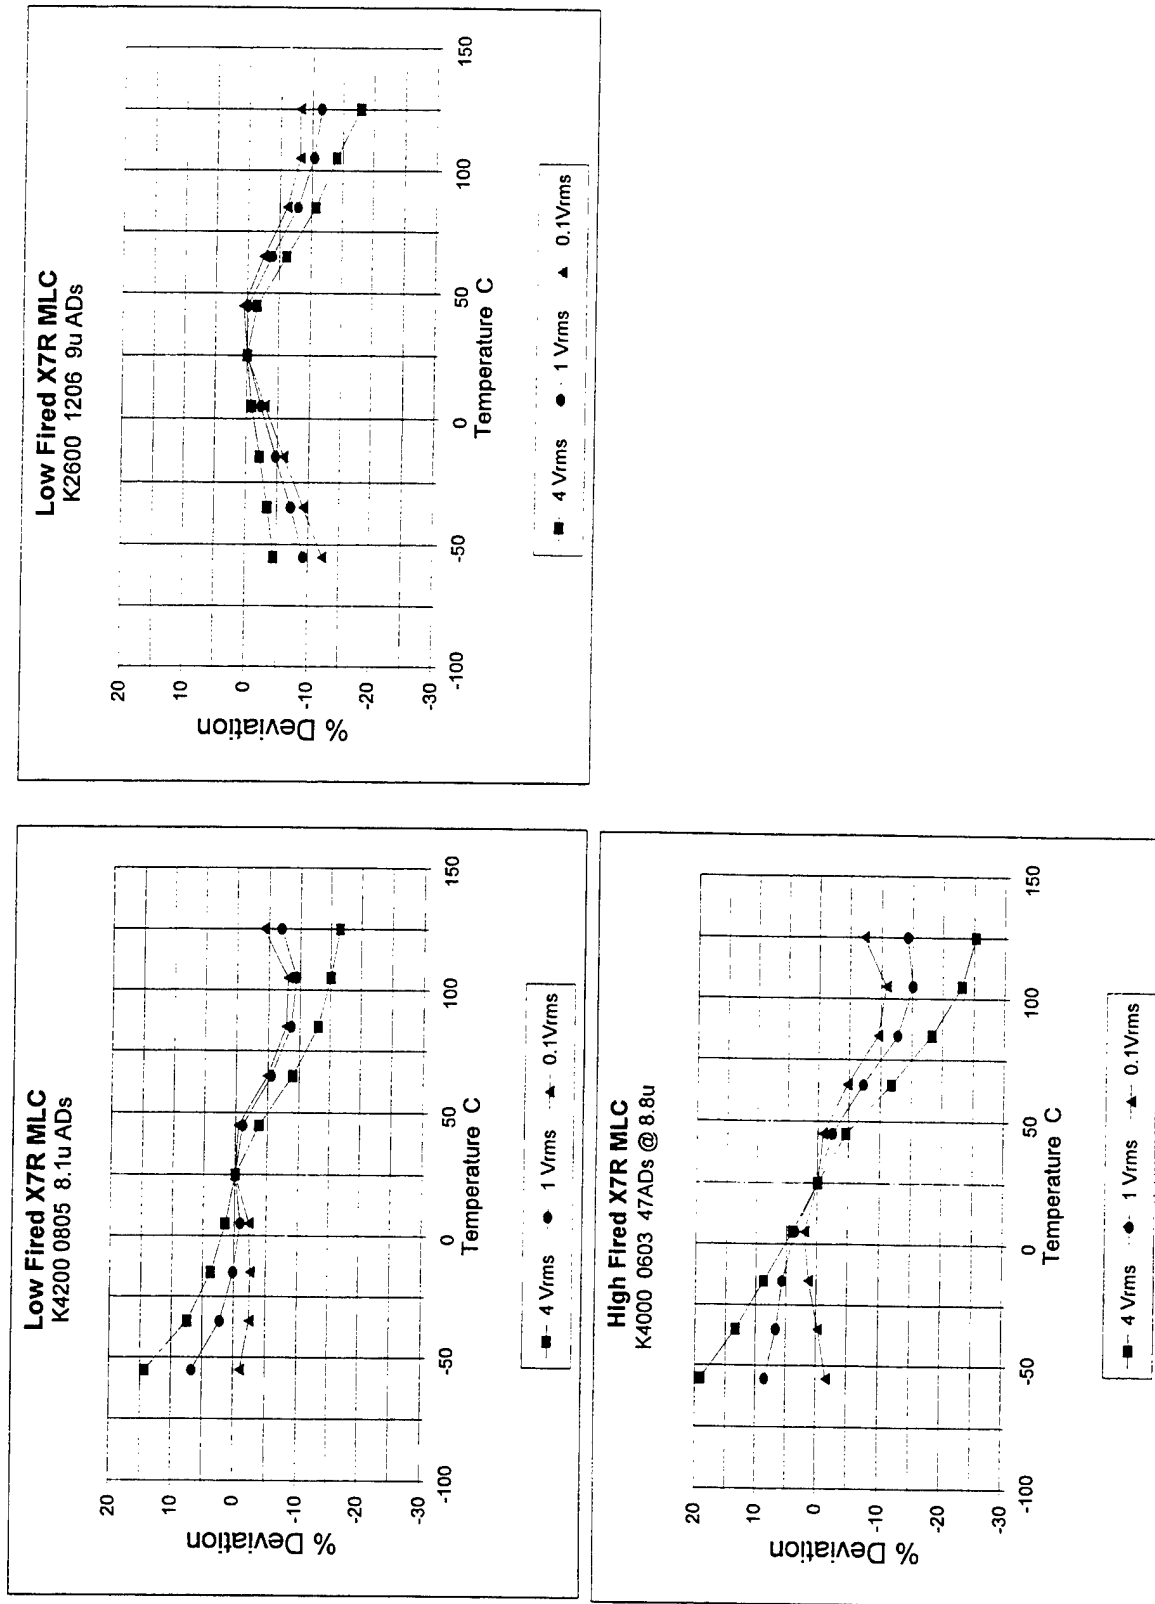 Low Fired X7R MLC
K4200 0805 8.1u ADs
20
10
0
-10
-20
-30
% Deviation
-100
-50
0
50
100
150
Temperature C
4 Vrms
1 Vrms
0.1Vrms
Low Fired X7R MLC
K2600 1206 9u ADs
20
10
0
-10
-20
-30
% Deviation
-100
-50
0
50
100
150
Temperature C
4 Vrms
1 Vrms
0.1Vrms
High Fired X7R MLC
K4000 0603 47ADs @ 8.8u
20
10
0
-10
-20
-30
% Deviation
-100
-50
0
50
100
150
Temperature C
4 Vrms
1 Vrms
0.1Vrms